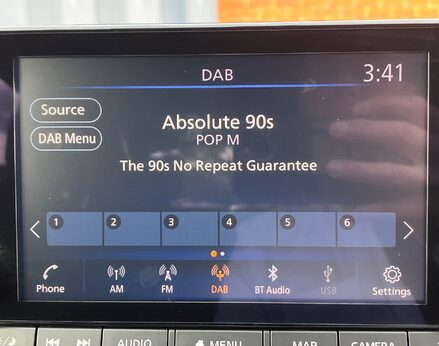 DAB
3:41
Source
DAB Menu
Absolute 90s
POP M
The 90s No Repeat Guarantee
1 2 3 4 5 6
Phone AM FM DAB BT Audio USB Settings
AUDIO MENU MAP CAMERA